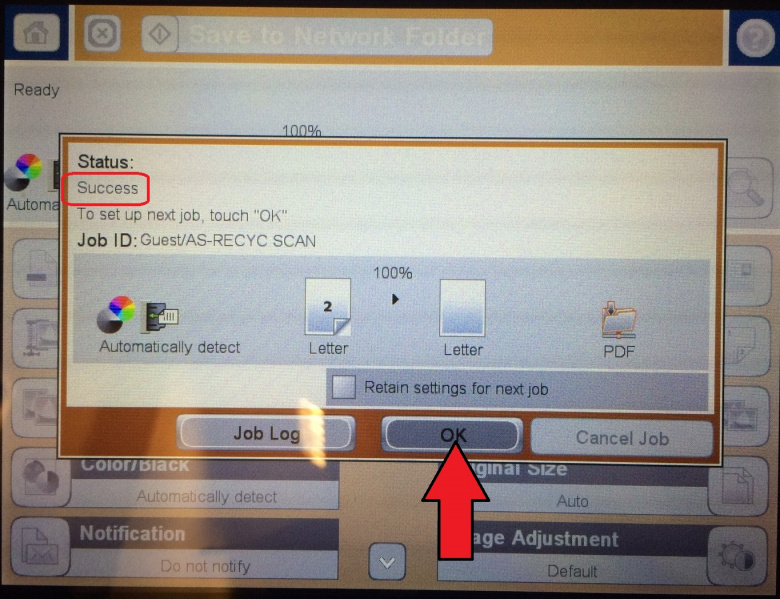 Save to Network Folder
?
Ready
100%
Automa
Status:
Success
To set up next job, touch "OK"
Job ID: Guest/AS-RECYC SCAN
100%
2
Automatically detect
Letter
Letter
PDF
Retain settings for next job
Job Log
OK
Cancel Job
Color/Black
Automatically detect
iginal Size
Auto
Notification
Do not notify
age Adjustment
Default